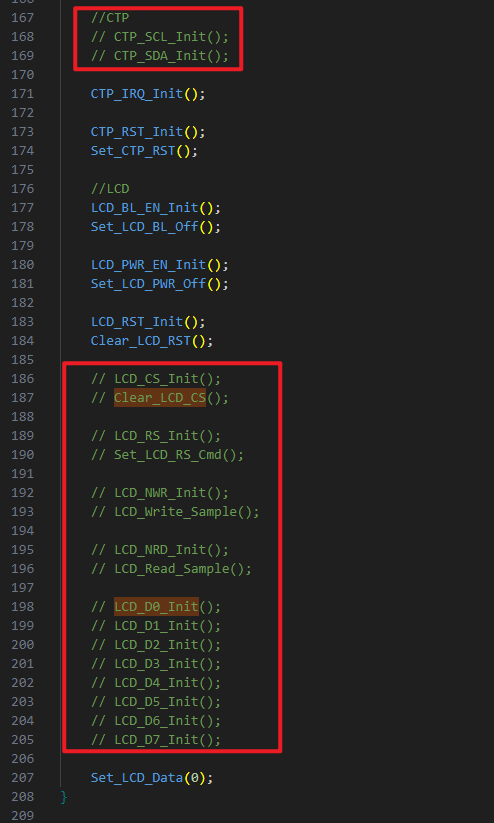 167 //CTP
168 // CTP_SCL_Init();
169 // CTP_SDA_Init();
170
171 CTP_IRQ_Init();
172
173 CTP_RST_Init();
174 Set_CTP_RST();
175
176 //LCD
177 LCD_BL_EN_Init();
178 Set_LCD_BL_Off();
179
180 LCD_PWR_EN_Init();
181 Set_LCD_PWR_Off();
182
183 LCD_RST_Init();
184 Clear_LCD_RST();
185
186 // LCD_CS_Init();
187 // Clear_LCD_CS();
188
189 // LCD_RS_Init();
190 // Set_LCD_RS_Cmd();
191
192 // LCD_NWR_Init();
193 // LCD_Write_Sample();
194
195 // LCD_NRD_Init();
196 // LCD_Read_Sample();
197
198 // LCD_D0_Init();
199 // LCD_D1_Init();
200 // LCD_D2_Init();
201 // LCD_D3_Init();
202 // LCD_D4_Init();
203 // LCD_D5_Init();
204 // LCD_D6_Init();
205 // LCD_D7_Init();
206
207 Set_LCD_Data(0);
208 }
209